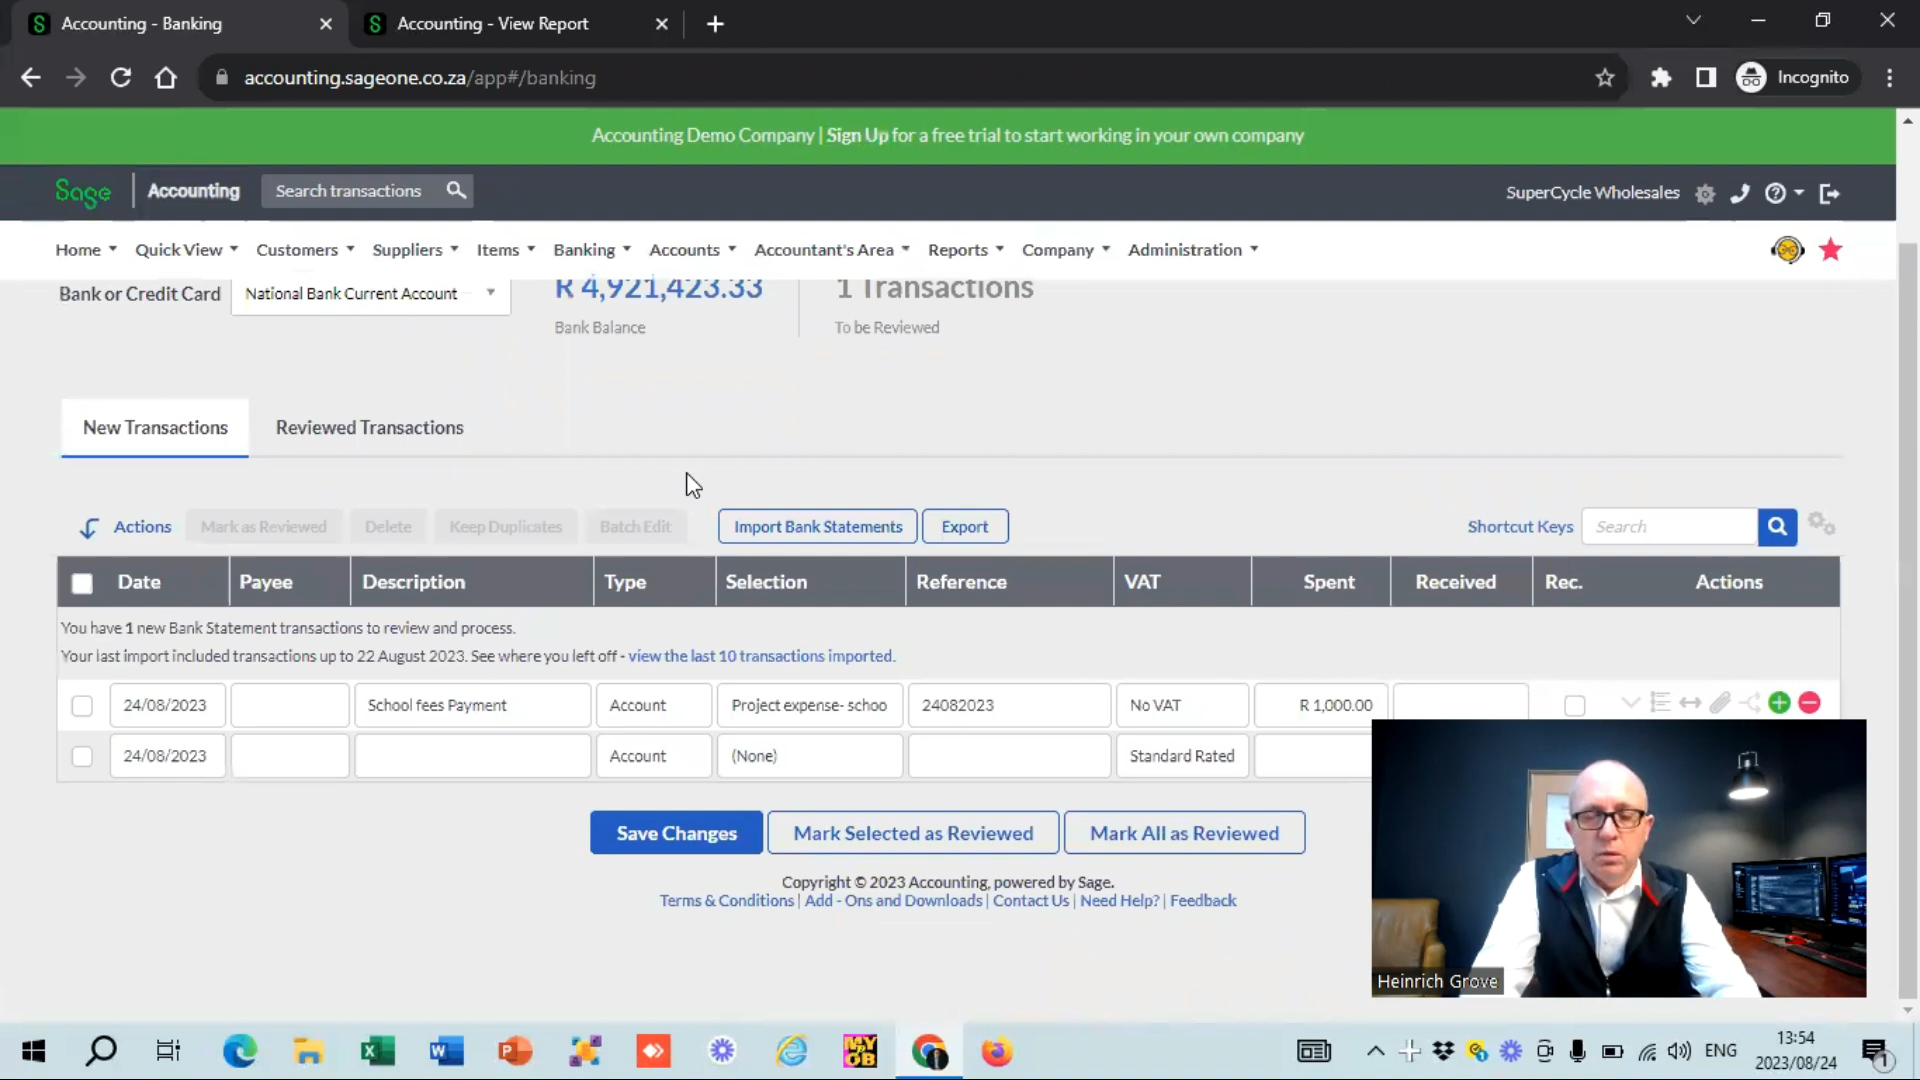 Accounting - Banking
Accounting - View Report
accounting.sageone.co.za/app#/banking
Incognito
Accounting Demo Company | Sign Up for a free trial to start working in your own company
Sage Accounting Search transactions
SuperCycle Wholesales
Home Quick View Customers Suppliers Items Banking Accounts Accountant's Area Reports Company Administration
Bank or Credit Card National Bank Current Account
R 4,921,423.33
Bank Balance
1 Transactions
To be Reviewed
New Transactions Reviewed Transactions
Actions Mark as Reviewed Delete Keep Duplicates Batch Edit Import Bank Statements Export Shortcut Keys Search
Date Payee Description Type Selection Reference VAT Spent Received Rec. Actions
You have 1 new Bank Statement transactions to review and process.
Your last import included transactions up to 22 August 2023. See where you left off - view the last 10 transactions imported.
24/08/2023 School fees Payment Account Project expense- schoo 24082023 No VAT R 1,000.00
24/08/2023 Account (None) Standard Rated
Save Changes Mark Selected as Reviewed Mark All as Reviewed
Copyright © 2023 Accounting, powered by Sage.
Terms & Conditions | Add - Ons and Downloads | Contact Us | Need Help? | Feedback
Heinrich Grove
MY OB
ENG
13:54
2023/08/24
1